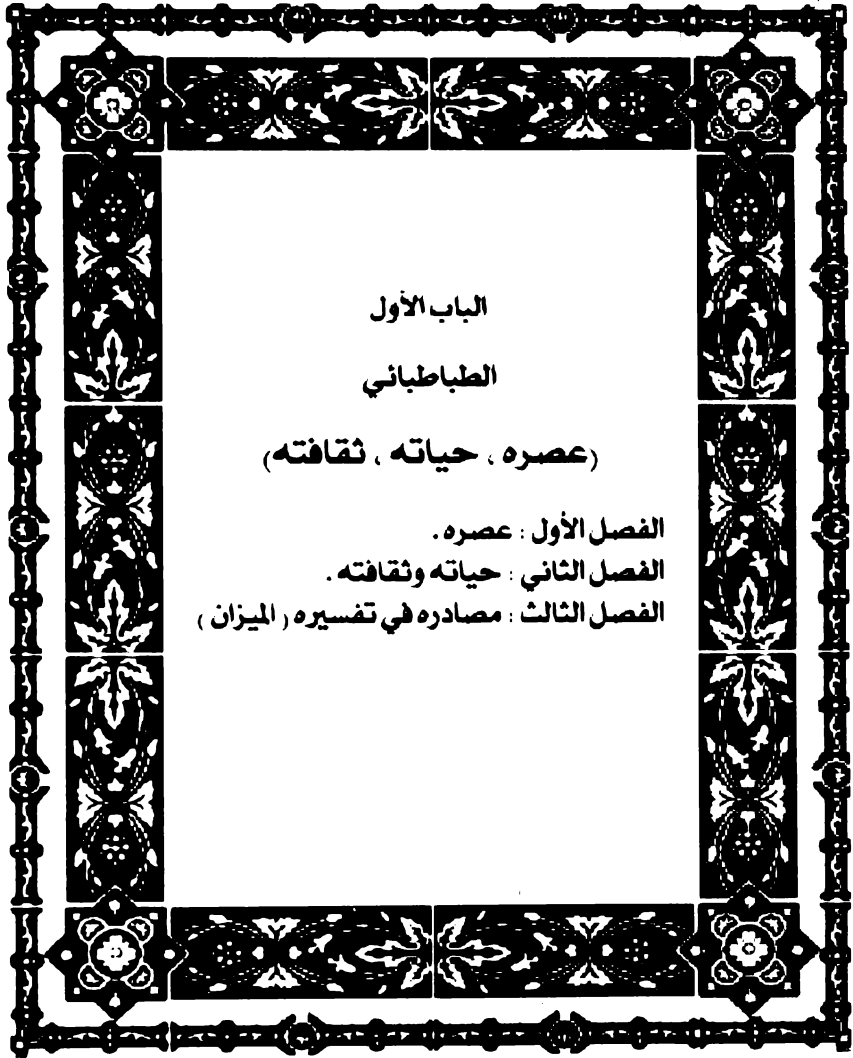 الباب الأول
الطباطبائي
(عصره ، حياته ، ثقافته)
الفصل الأول : عصره .
الفصل الثاني : حياته وثقافته .
الفصل الثالث : مصادره في تفسيره ( الميزان )